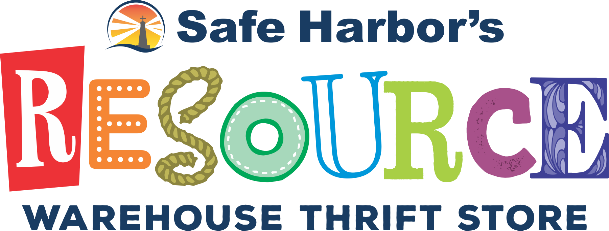 Safe Harbor's
RESOURCE
WAREHOUSE THRIFT STORE